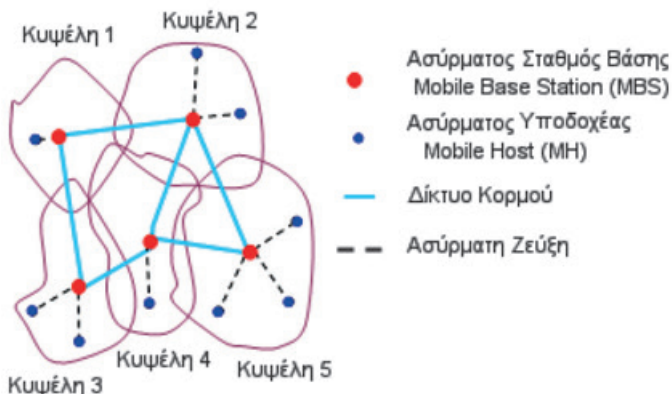 Κυψέλη 1
Κυψέλη 2
Κυψέλη 3
Κυψέλη 4
Κυψέλη 5
Ασύρματος Σταθμός Βάσης
Mobile Base Station (MBS)
Ασύρματος Υποδοχέας
Mobile Host (MH)
Δίκτυο Κορμού
Ασύρματη Ζεύξη